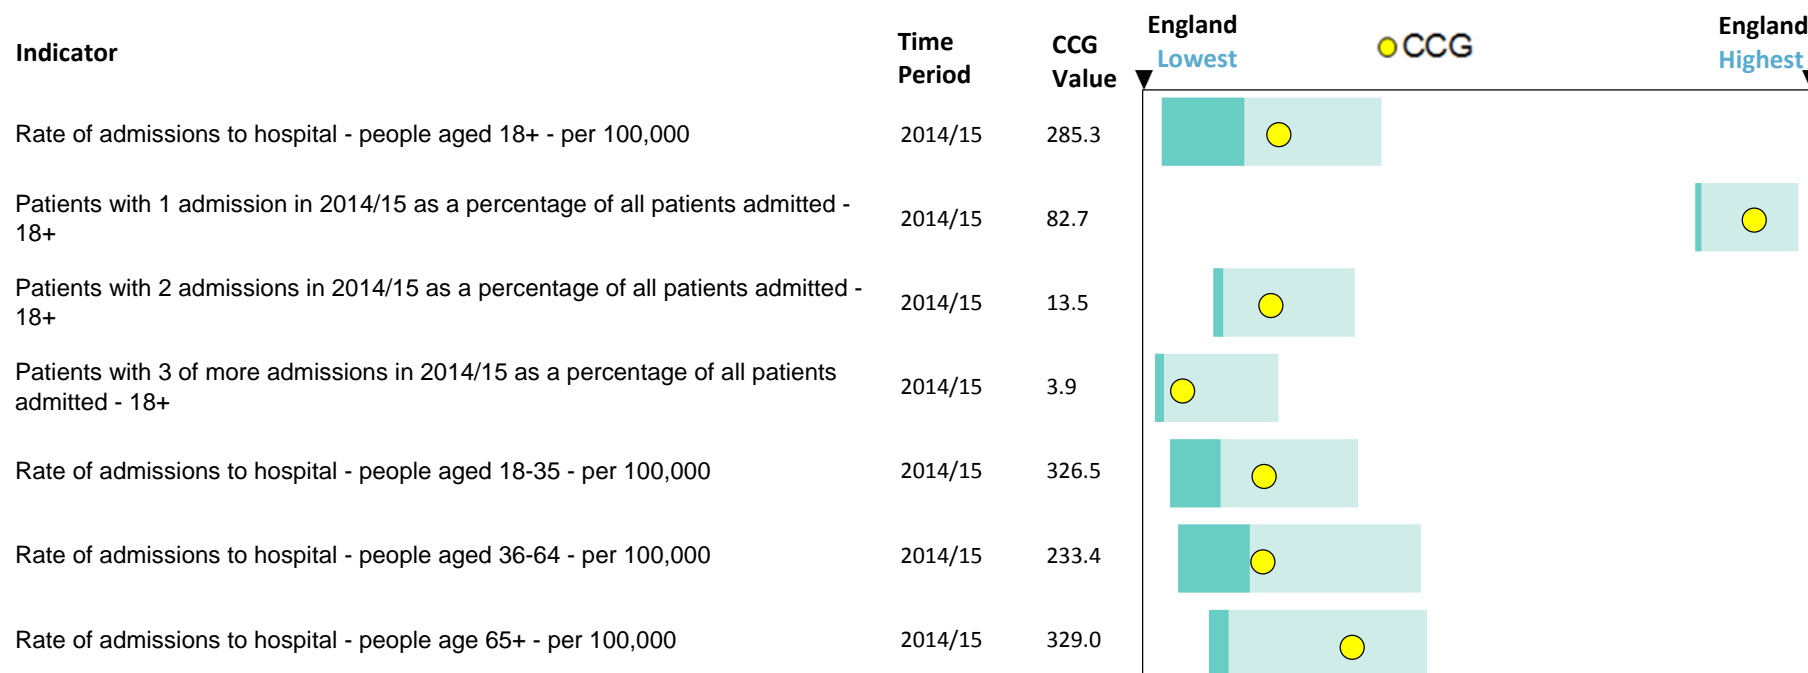 Indicator
Time Period
CCG Value
England Lowest
CCG
England Highest
Rate of admissions to hospital - people aged 18+ - per 100,000 2014/15 285.3
Patients with 1 admission in 2014/15 as a percentage of all patients admitted -
18+
2014/15 82.7
Patients with 2 admissions in 2014/15 as a percentage of all patients admitted -
18+
2014/15 13.5
Patients with 3 of more admissions in 2014/15 as a percentage of all patients
admitted - 18+
2014/15 3.9
Rate of admissions to hospital - people aged 18-35 - per 100,000 2014/15 326.5
Rate of admissions to hospital - people aged 36-64 - per 100,000 2014/15 233.4
Rate of admissions to hospital - people age 65+ - per 100,000 2014/15 329.0